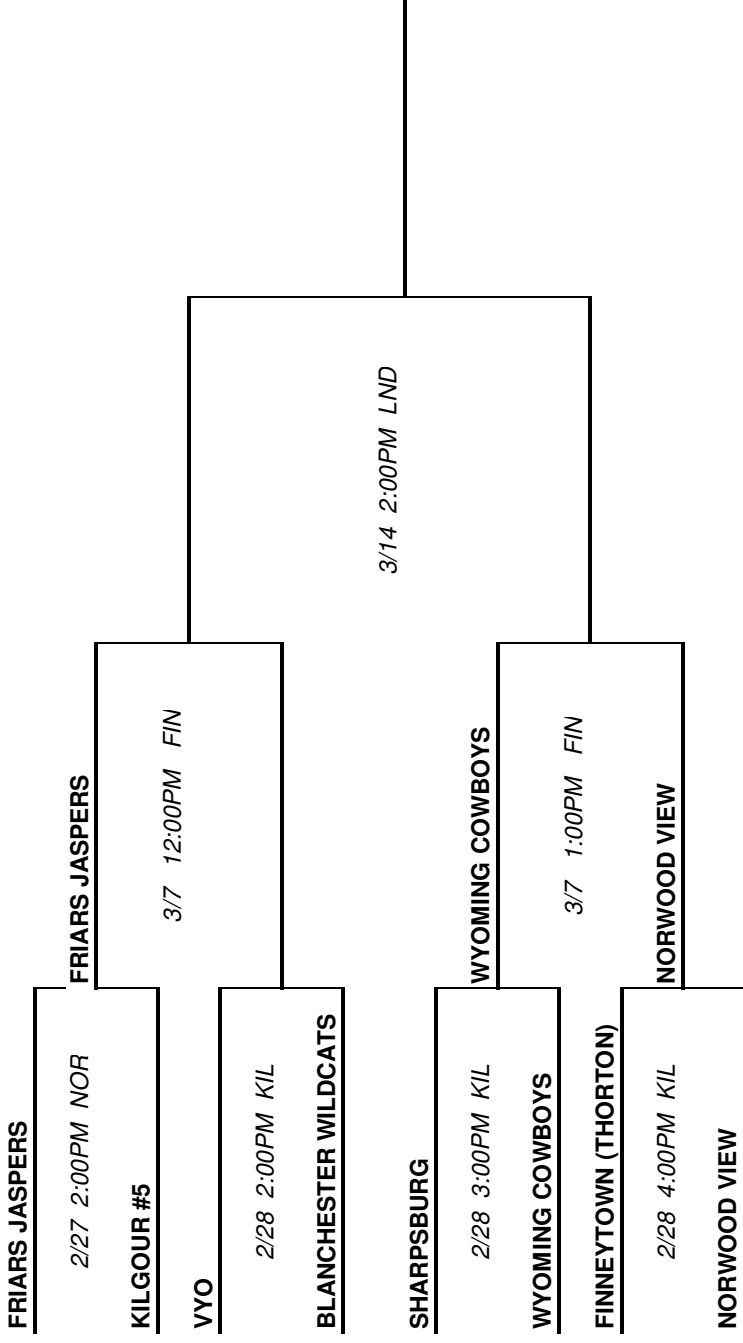 FRIARS JASPERS
2/27 2:00PM NOR
KILGOUR #5
VYO
2/28 2:00PM KIL
BLANCHESTER WILDCATS
SHARPSBURG
2/28 3:00PM KIL
WYOMING COWBOYS
FINNEYTOWN (THORTON)
2/28 4:00PM KIL
NORWOOD VIEW
FRIARS JASPERS
3/7 12:00PM FIN
WYOMING COWBOYS
3/7 1:00PM FIN
NORWOOD VIEW
3/14 2:00PM LND